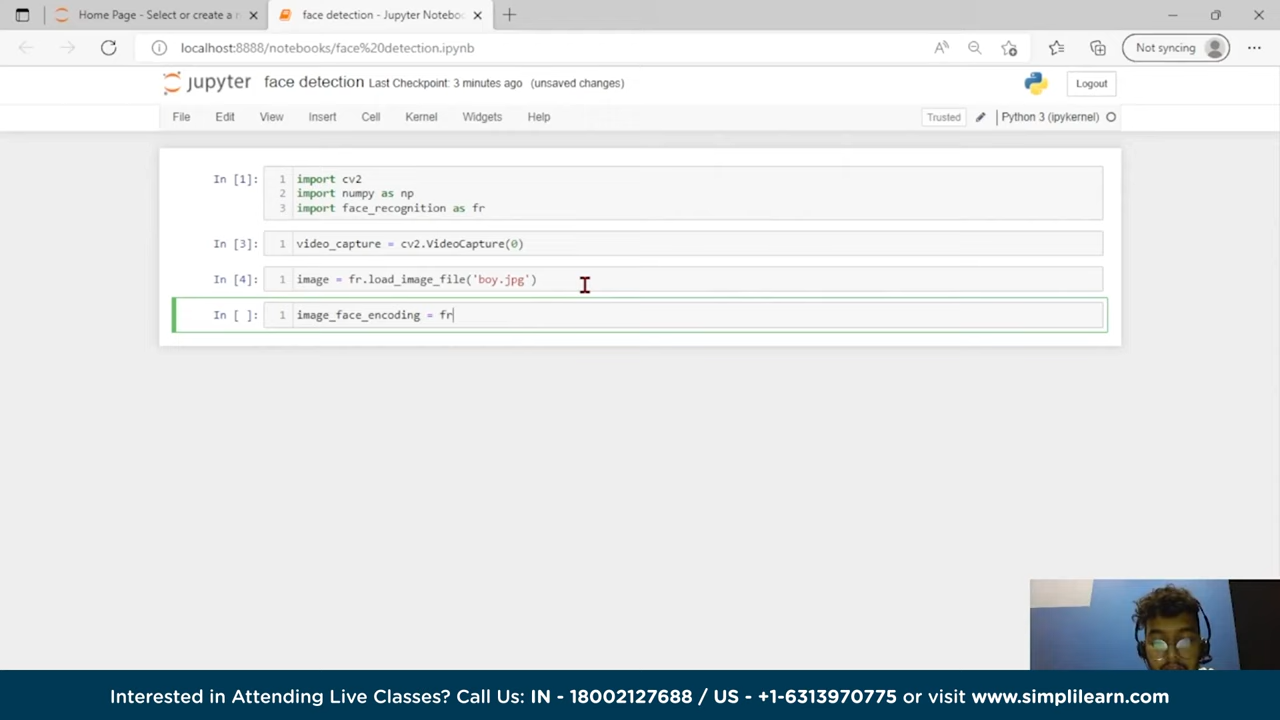 Home Page - Select or create a n
face detection - Jupyter Noteboo
localhost:8888/notebooks/face%20detection.ipynb
Not syncing
jupyter face detection Last Checkpoint: 3 minutes ago (unsaved changes)
Logout
File Edit View Insert Cell Kernel Widgets Help
Trusted Python 3 (ipykernel)
In [1]: 1 import cv2
2 import numpy as np
3 import face_recognition as fr
In [3]: 1 video_capture = cv2.VideoCapture(0)
In [4]: 1 image = fr.load_image_file('boy.jpg')
In [ ]: 1 image_face_encoding = fr
Interested in Attending Live Classes? Call Us: IN - 18002127688 / US - +1-6313970775 or visit www.simplilearn.com